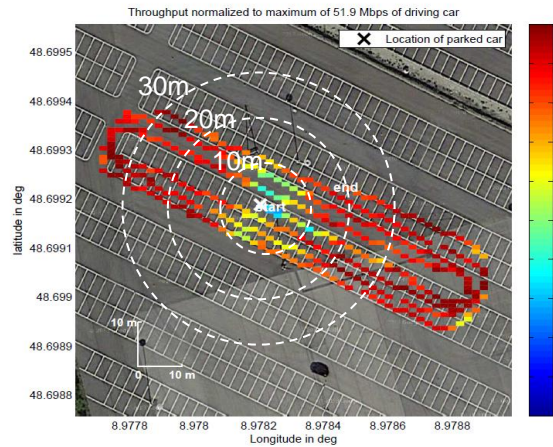 Throughput normalized to maximum of 51.9 Mbps of driving car
Location of parked car
48.6995
48.6994
48.6993
48.6992
48.6991
48.699
48.6989
48.6988
latitude in deg
30m
20m
10m
end
start
10 m
0 10 m
8.9778 8.978 8.9782 8.9784 8.9786 8.9788
Longitude in deg